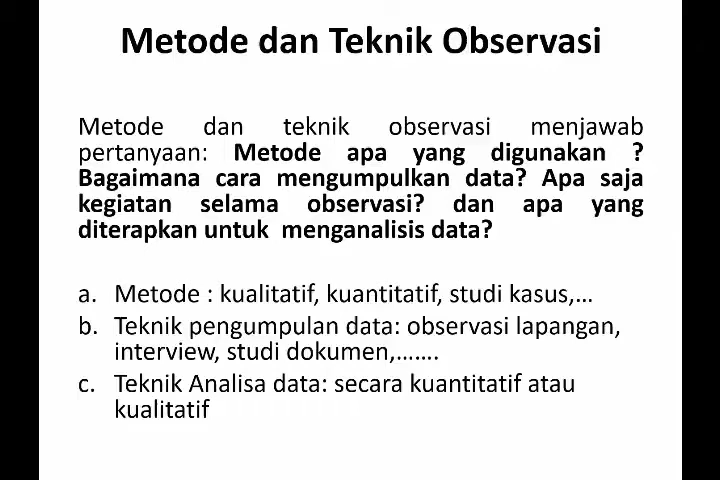 Metode dan Teknik Observasi
Metode dan teknik observasi menjawab
pertanyaan: Metode apa yang digunakan ?
Bagaimana cara mengumpulkan data? Apa saja
kegiatan selama observasi? dan apa yang
diterapkan untuk menganalisis data?
a. Metode : kualitatif, kuantitatif, studi kasus,...
b. Teknik pengumpulan data: observasi lapangan,
interview, studi dokumen,.......
c. Teknik Analisa data: secara kuantitatif atau
kualitatif